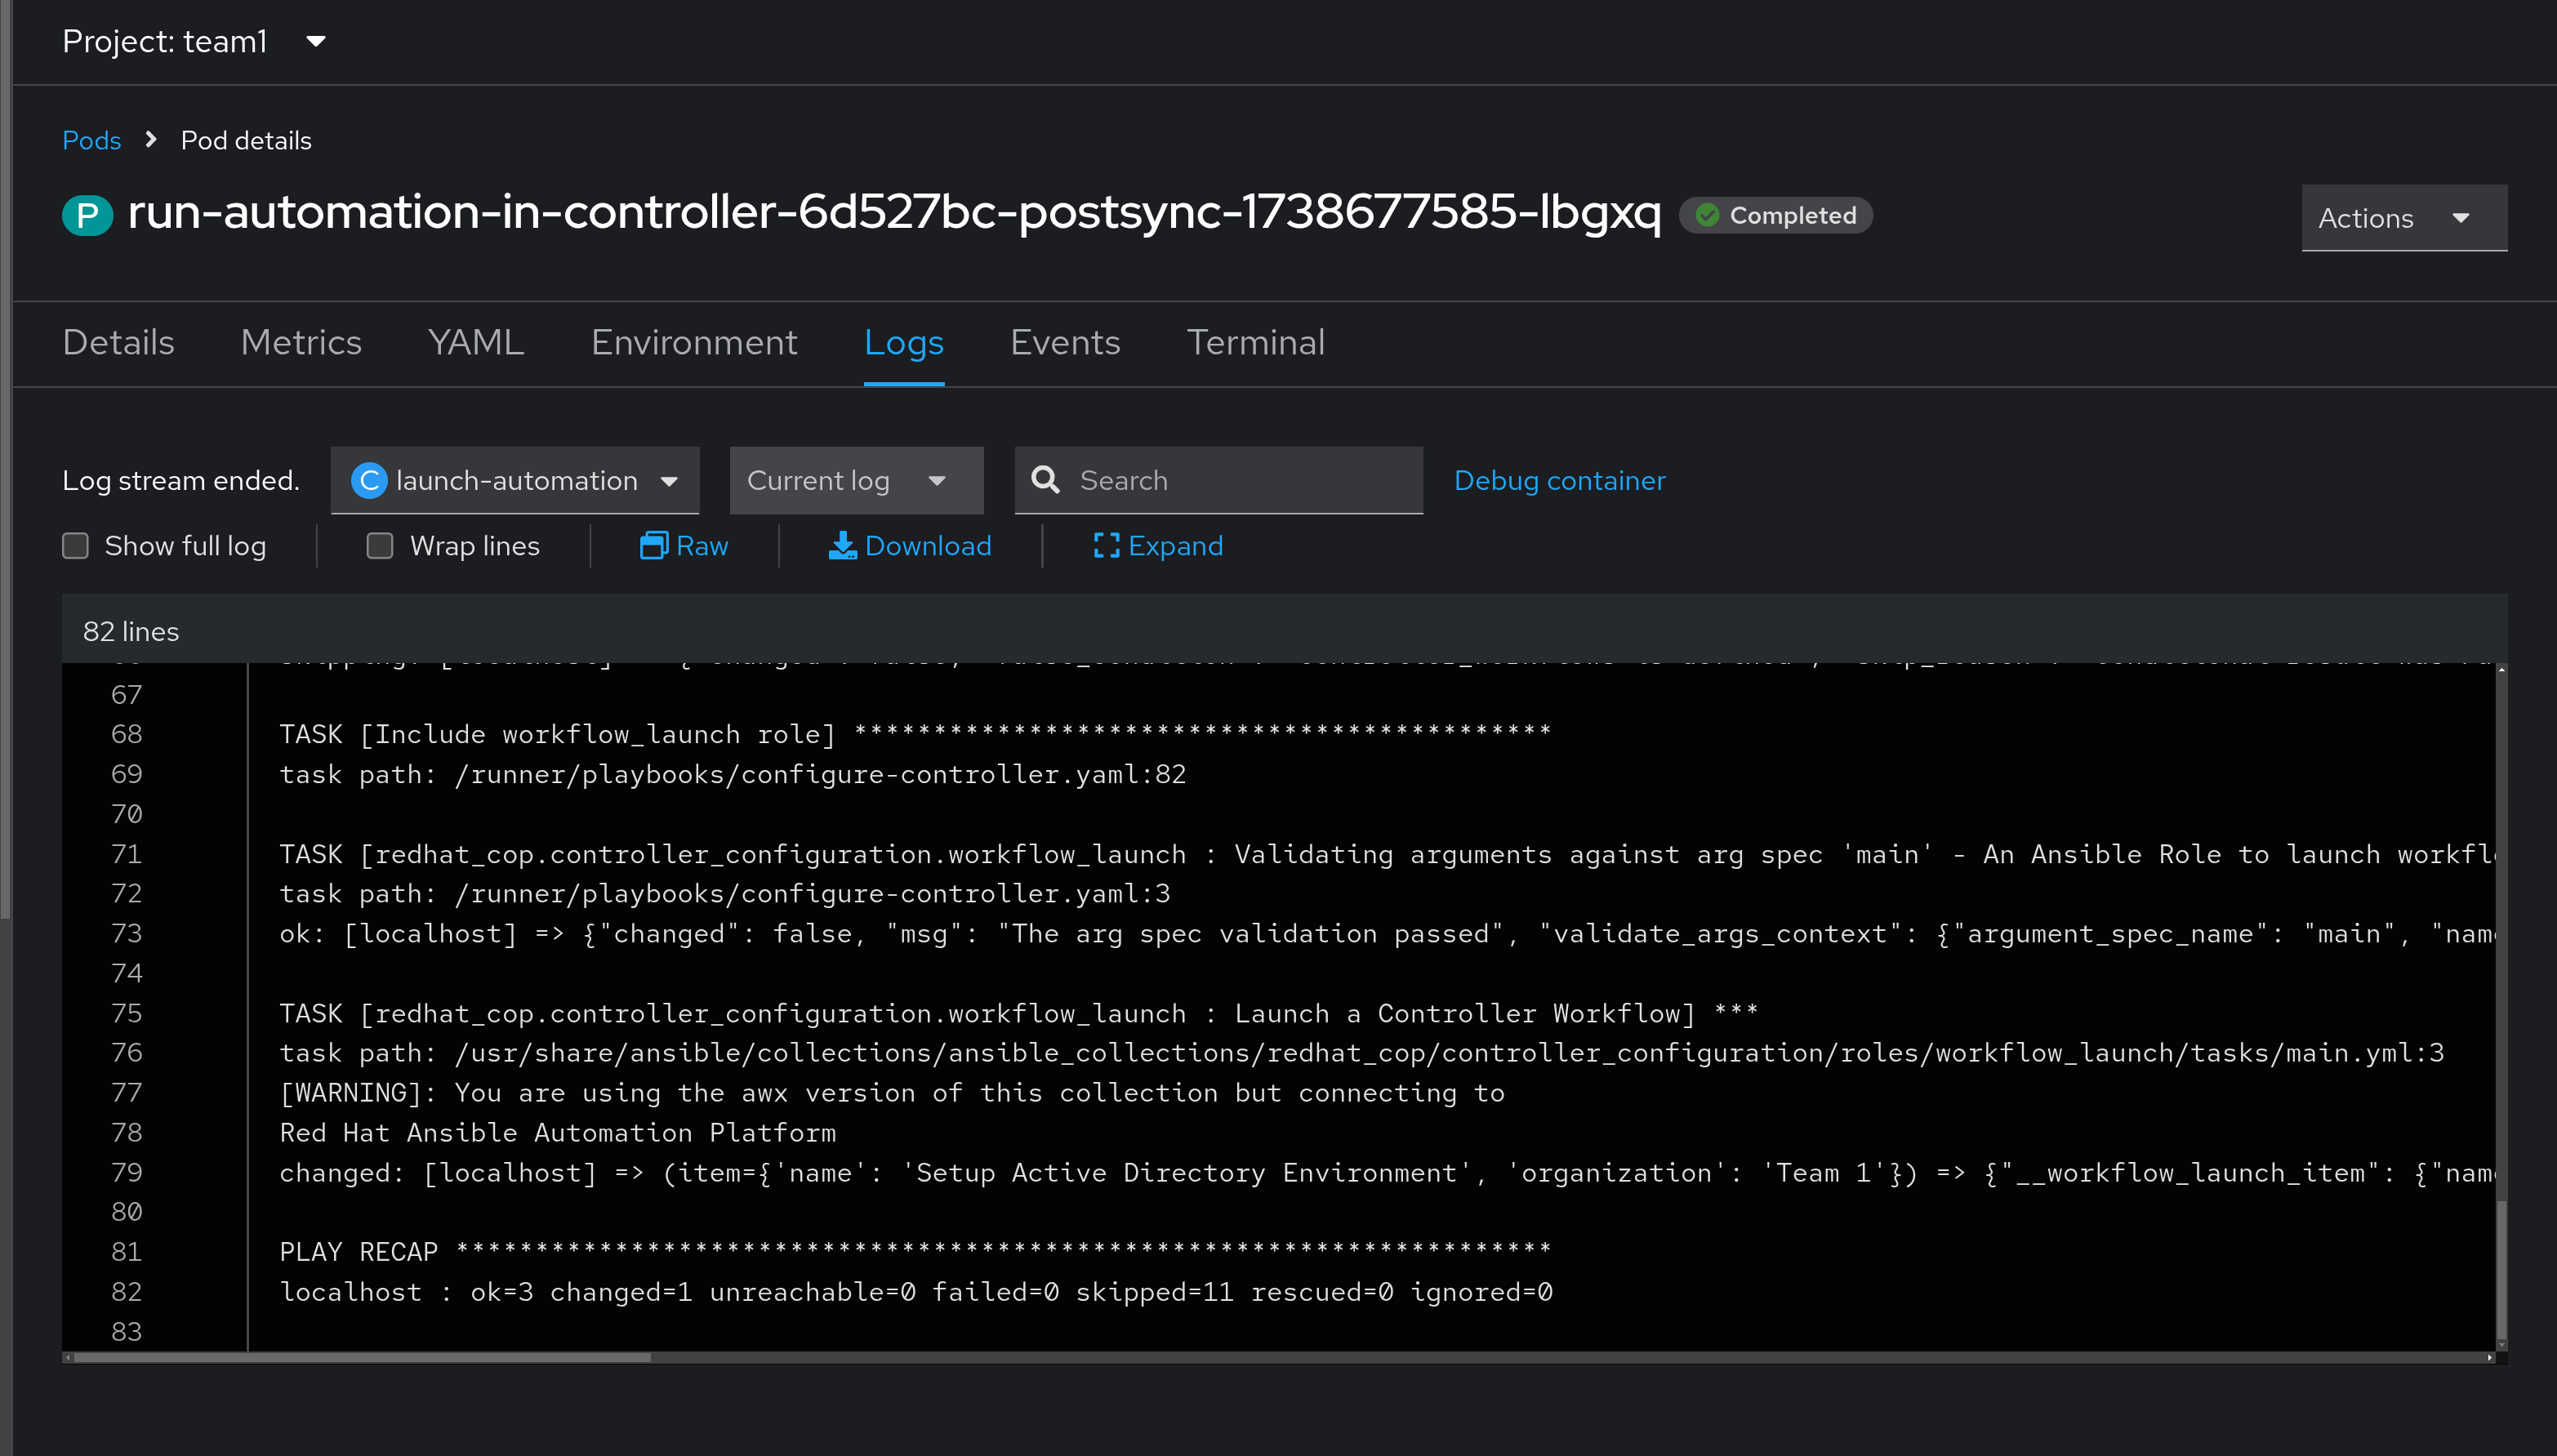 Project: team1
Pods > Pod details
P run-automation-in-controller-6d527bc-postsync-1738677585-lbgxq Completed
Actions
Details Metrics YAML Environment Logs Events Terminal
Log stream ended. C launch-automation Current log Search Debug container
Show full log Wrap lines Raw Download Expand
82 lines
67
68 TASK [Include workflow_launch role] ********************************************
69 task path: /runner/playbooks/configure-controller.yaml:82
70
71 TASK [redhat_cop.controller_configuration.workflow_launch : Validating arguments against arg spec 'main' - An Ansible Role to launch workfl
72 task path: /runner/playbooks/configure-controller.yaml:3
73 ok: [localhost] => {"changed": false, "msg": "The arg spec validation passed", "validate_args_context": {"argument_spec_name": "main", "nam
74
75 TASK [redhat_cop.controller_configuration.workflow_launch : Launch a Controller Workflow] ***
76 task path: /usr/share/ansible/collections/ansible_collections/redhat_cop/controller_configuration/roles/workflow_launch/tasks/main.yml:3
77 [WARNING]: You are using the awx version of this collection but connecting to
78 Red Hat Ansible Automation Platform
79 changed: [localhost] => (item={'name': 'Setup Active Directory Environment', 'organization': 'Team 1'}) => {"__workflow_launch_item": {"nam
80
81 PLAY RECAP *********************************************************************
82 localhost : ok=3 changed=1 unreachable=0 failed=0 skipped=11 rescued=0 ignored=0
83